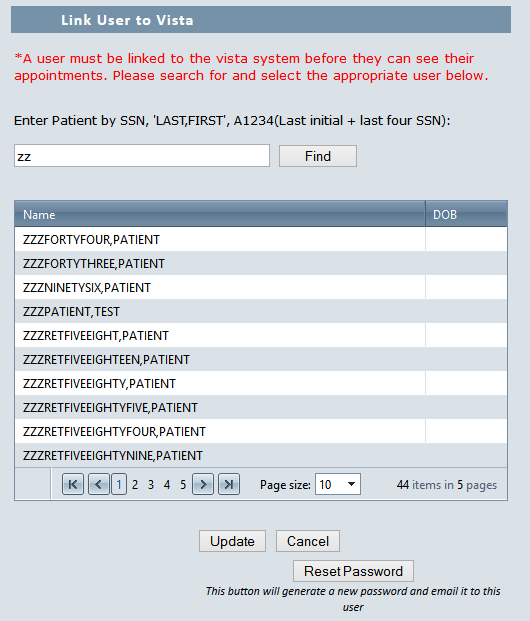 Link User to Vista
*A user must be linked to the vista system before they can see their
appointments. Please search for and select the appropriate user below.
Enter Patient by SSN, 'LAST,FIRST', A1234(Last initial + last four SSN):
zz Find
Name DOB
ZZZFORTYFOUR,PATIENT
ZZZFORTYTHREE,PATIENT
ZZZNINETYSIX,PATIENT
ZZZPATIENT,TEST
ZZZRETFIVEEIGHT,PATIENT
ZZZRETFIVEEIGHTEEN,PATIENT
ZZZRETFIVEEIGHTY,PATIENT
ZZZRETFIVEEIGHTYFIVE,PATIENT
ZZZRETFIVEEIGHTYFOUR,PATIENT
ZZZRETFIVEEIGHTYNINE,PATIENT
1 2 3 4 5 Page size: 10 44 items in 5 pages
Update Cancel
Reset Password
This button will generate a new password and email it to this
user